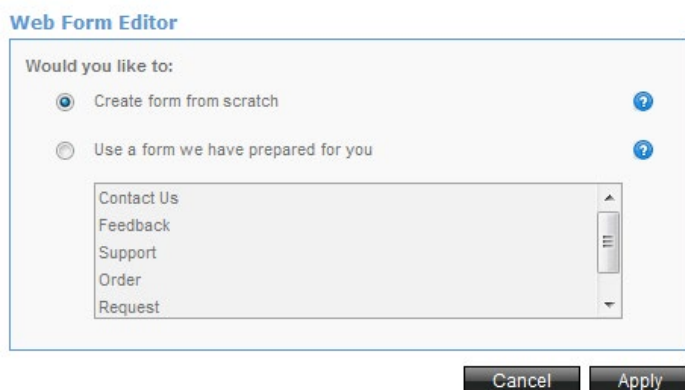 Web Form Editor
Would you like to:
Create form from scratch
?
Use a form we have prepared for you
?
Contact Us
Feedback
Support
Order
Request
Cancel Apply